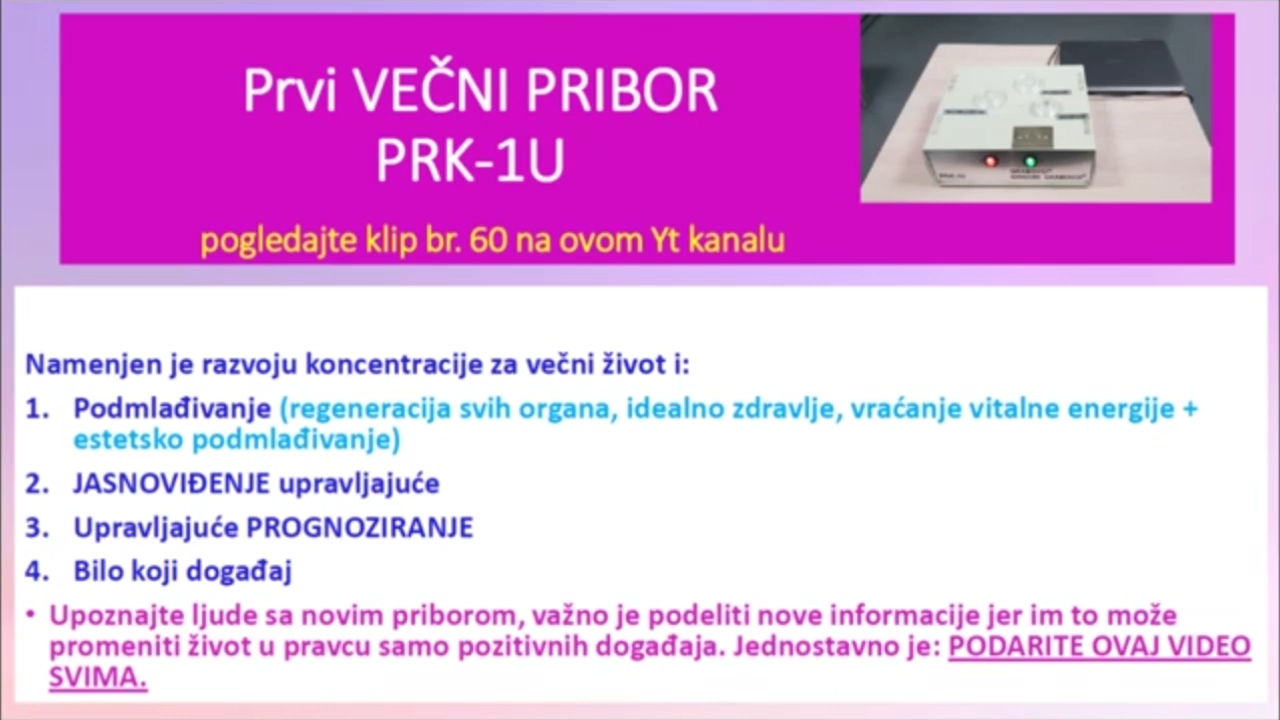 Prvi VEČNI PRIBOR
PRK-1U
pogledajte klip br. 60 na ovom Yt kanalu
Namenjen je razvoju koncentracije za večni život i:
1. Podmlađivanje (regeneracija svih organa, idealno zdravlje, vraćanje vitalne energije +
estetsko podmlađivanje)
2. JASNOVIĐENJE upravljajuće
3. Upravljajuće PROGNOZIRANJE
4. Bilo koji događaj
• Upoznajte ljude sa novim priborom, važno je podeliti nove informacije jer im to može
promeniti život u pravcu samo pozitivnih događaja. Jednostavno je: PODARITE OVAJ VIDEO
SVIMA.